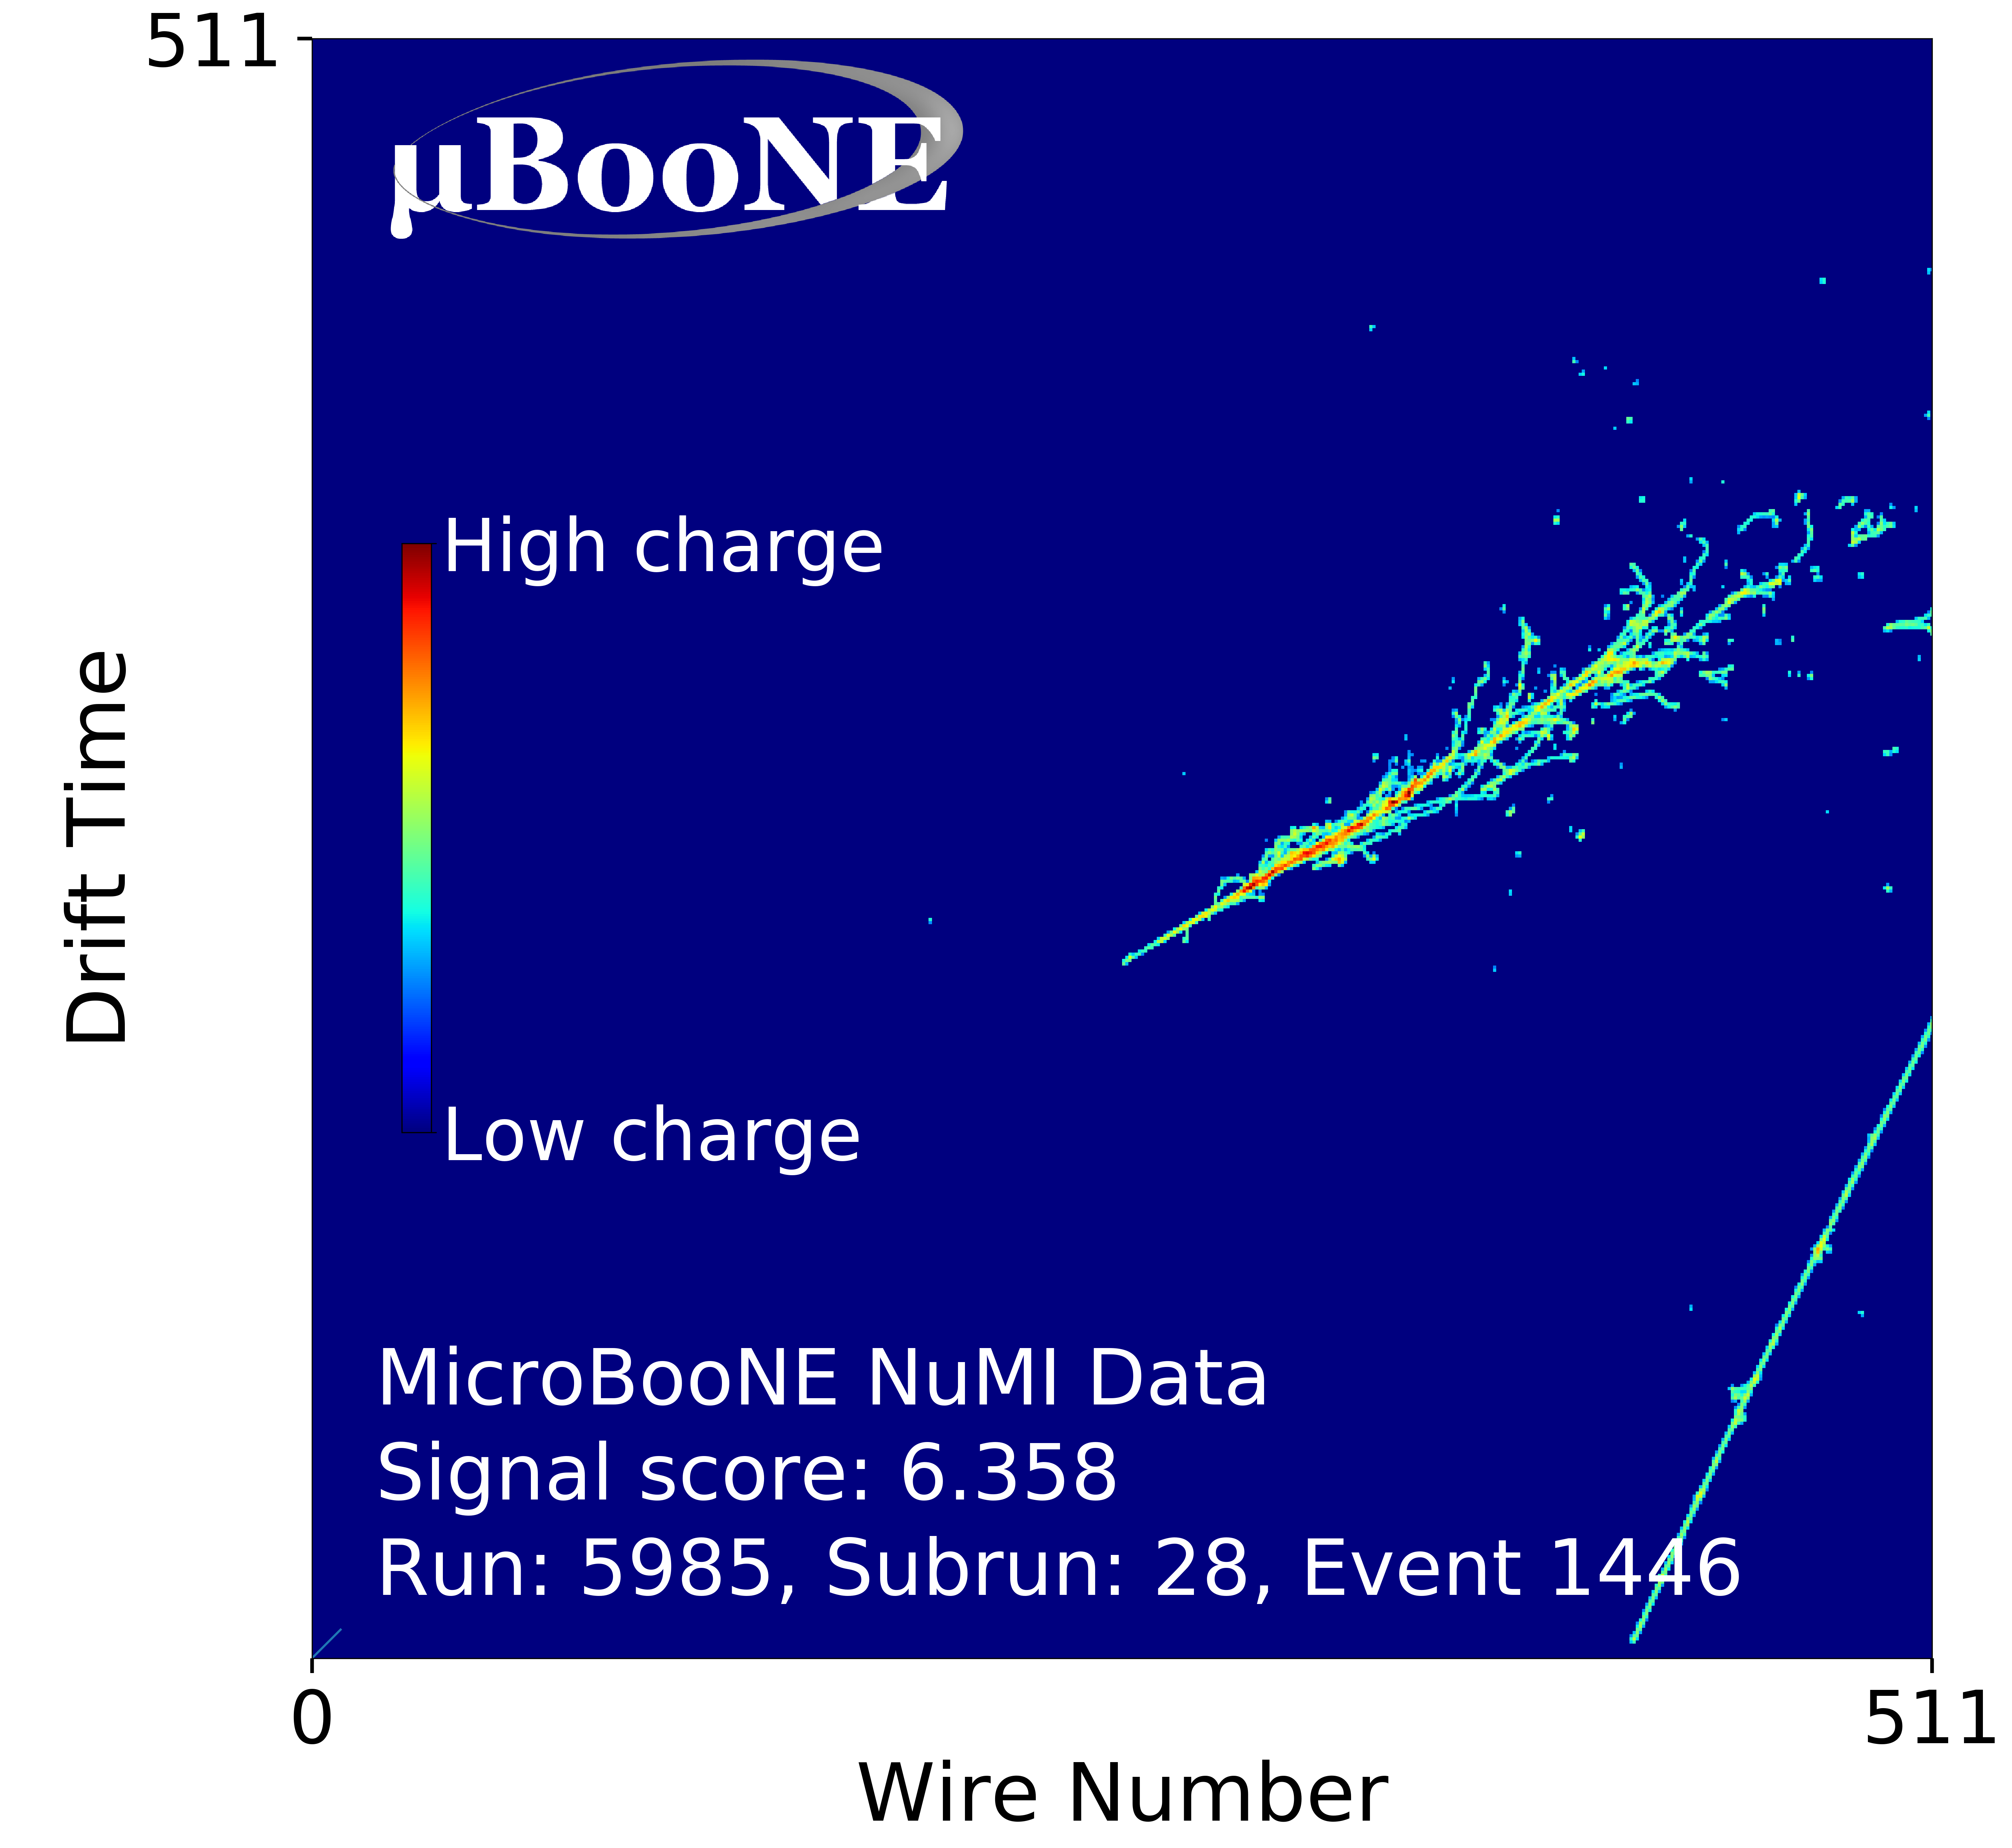 511
µBooNE
High charge
Drift Time
Low charge
MicroBooNE NuMI Data
Signal score: 6.358
Run: 5985, Subrun: 28, Event 1446
0
511
Wire Number